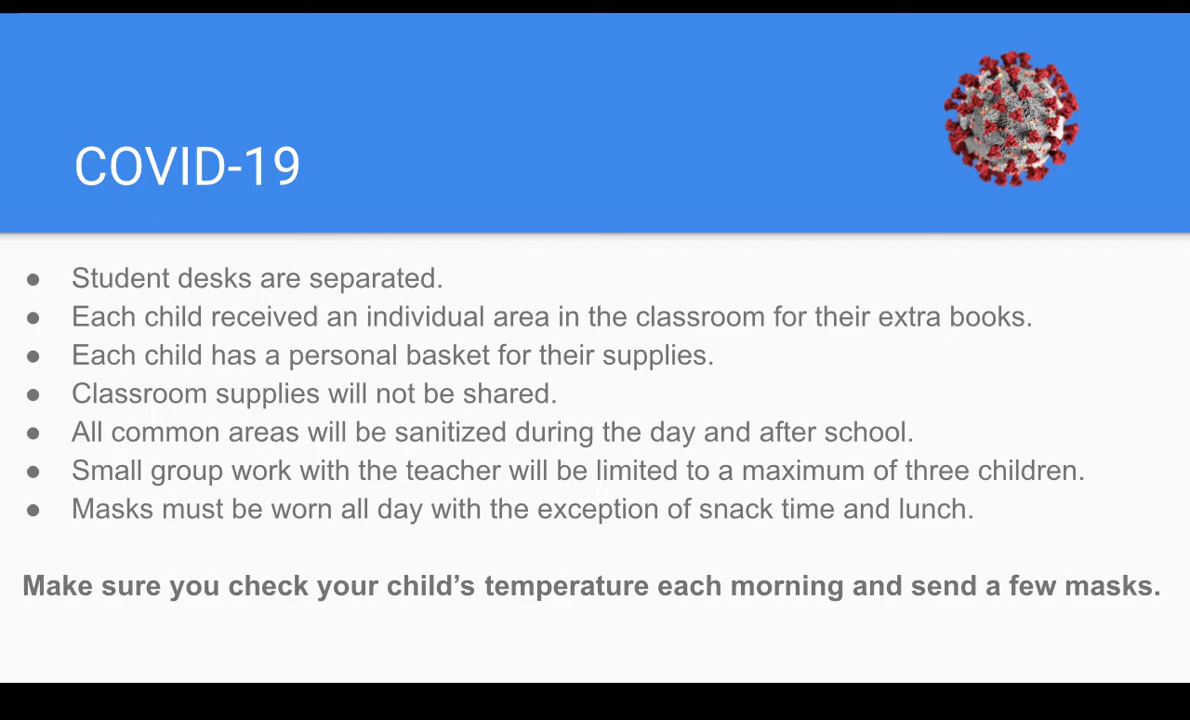 COVID-19
● Student desks are separated.
● Each child received an individual area in the classroom for their extra books.
● Each child has a personal basket for their supplies.
● Classroom supplies will not be shared.
● All common areas will be sanitized during the day and after school.
● Small group work with the teacher will be limited to a maximum of three children.
● Masks must be worn all day with the exception of snack time and lunch.
Make sure you check your child’s temperature each morning and send a few masks.